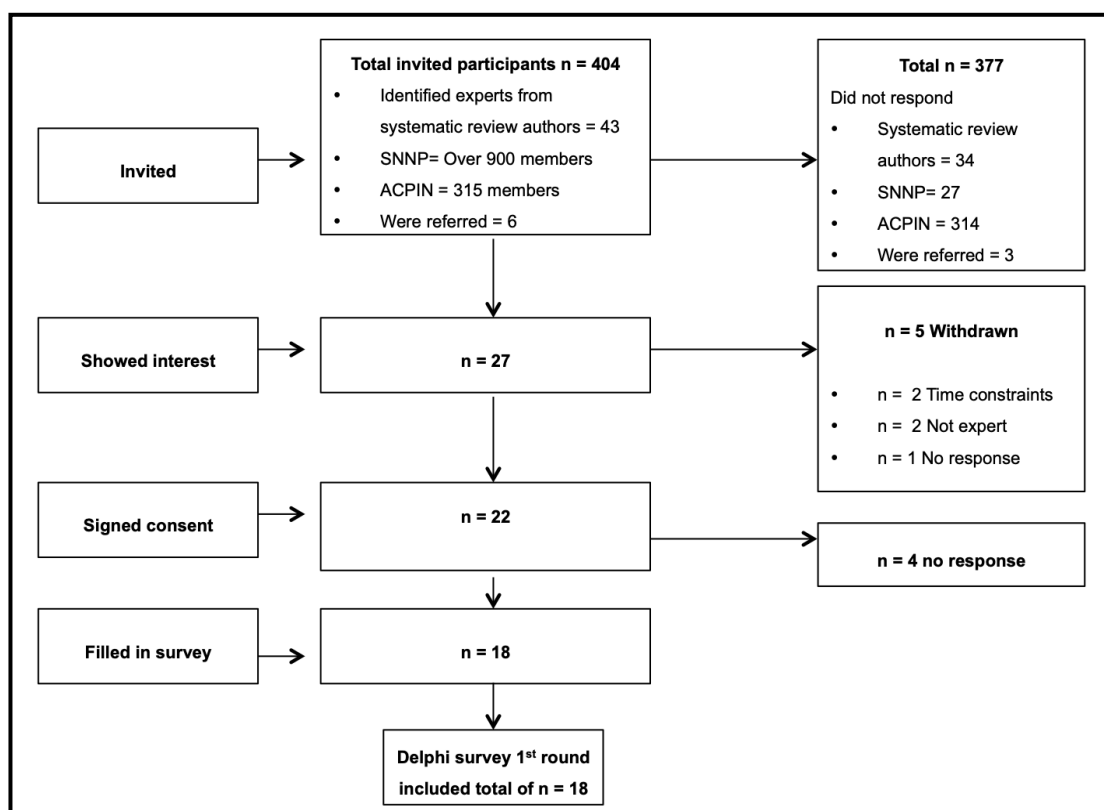 Invited
Total invited participants n = 404
• Identified experts from
systematic review authors = 43
• SNNP= Over 900 members
• ACPIN = 315 members
• Were referred = 6
Total n = 377
Did not respond
• Systematic review
authors = 34
• SNNP= 27
• ACPIN = 314
• Were referred = 3
Showed interest
n = 27
n = 5 Withdrawn
• n = 2 Time constraints
• n = 2 Not expert
• n = 1 No response
Signed consent
n = 22
n = 4 no response
Filled in survey
n = 18
Delphi survey 1st round
included total of n = 18